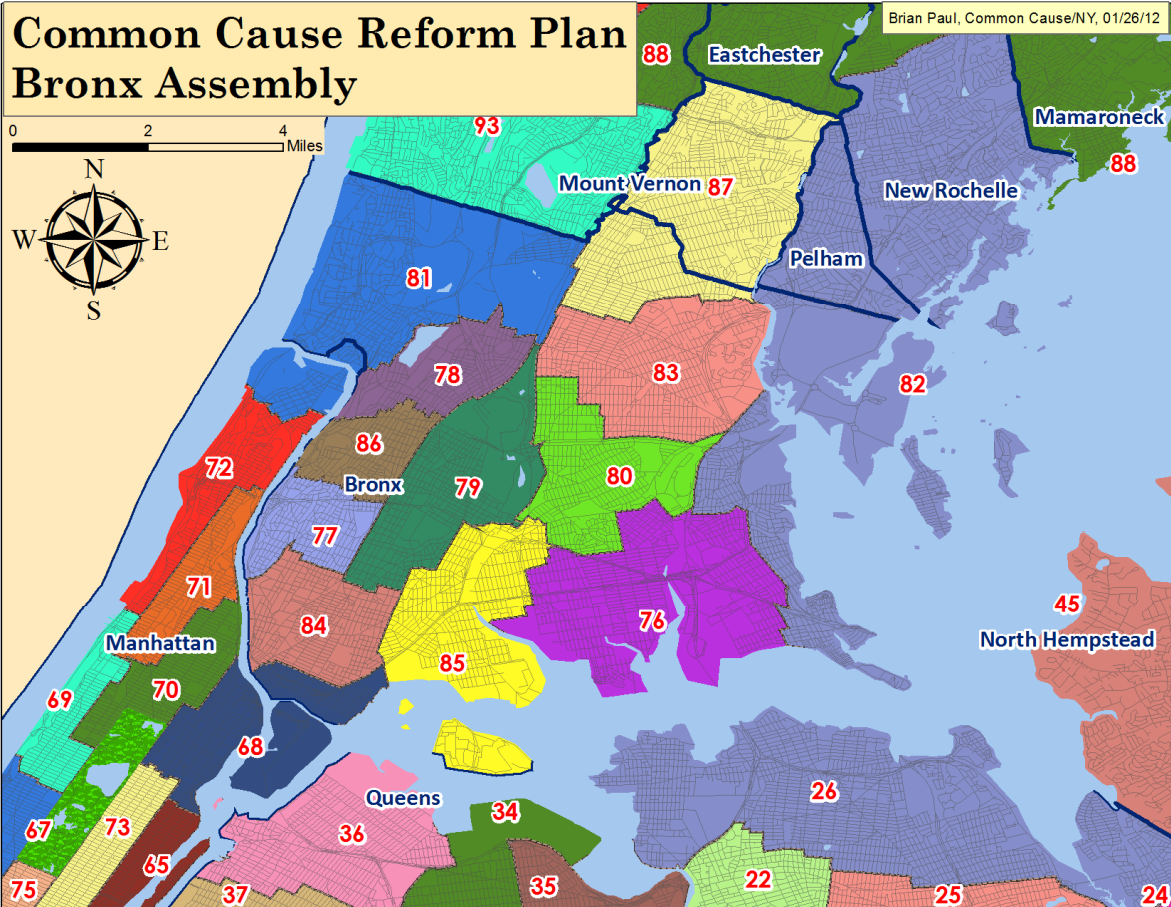 Common Cause Reform Plan
Bronx Assembly
Brian Paul, Common Cause/NY, 01/26/12
0 2 4
Miles
N
W E
S
88
Eastchester
93
Mamaroneck
88
Mount Vernon 87
New Rochelle
Pelham
81
78
83
82
86
72
Bronx
79
80
77
71
45
84
76
Manhattan
North Hempstead
85
70
69
68
26
Queens
34
67
73
36
65
35
22
75
37
25
24